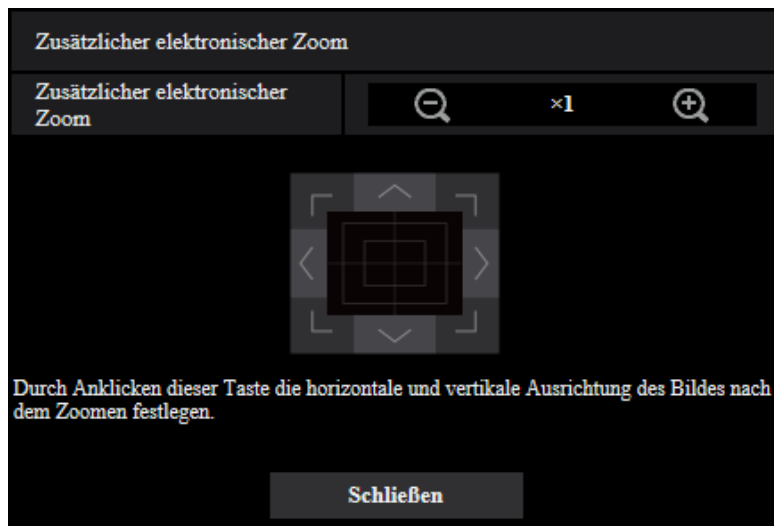 Zusätzlicher elektronischer Zoom
Zusätzlicher elektronischer
Zoom
×1
Durch Anklicken dieser Taste die horizontale und vertikale Ausrichtung des Bildes nach
dem Zoomen festlegen.
Schließen